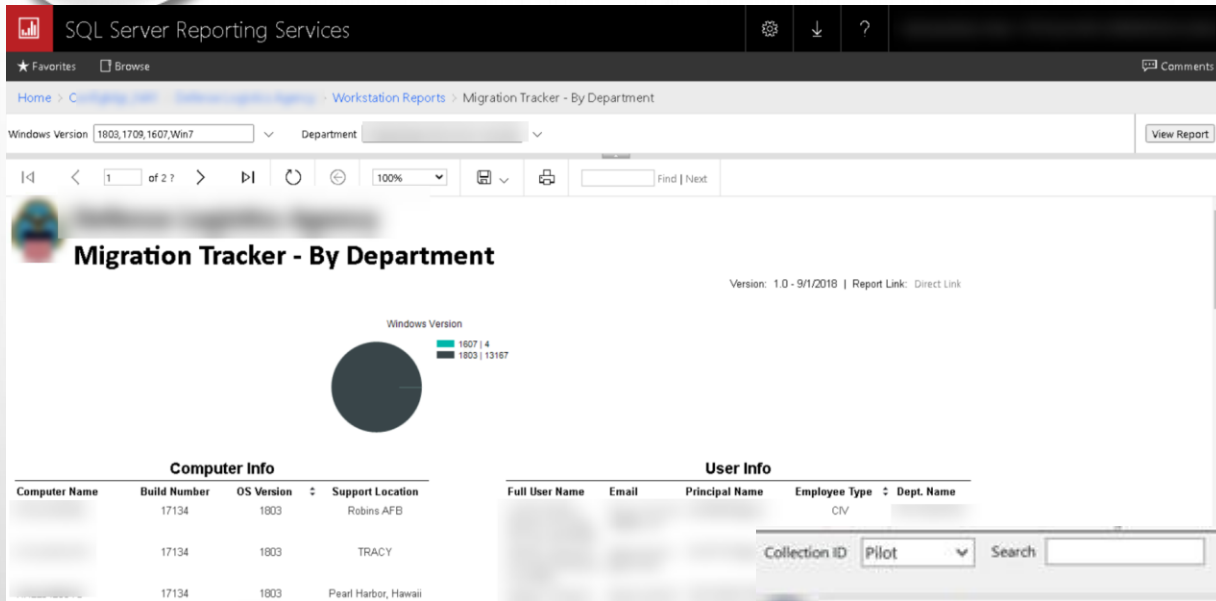 SQL Server Reporting Services ?
Favorites Browse Comments
Home > C > Workstation Reports > Migration Tracker - By Department
Windows Version 1803,1709,1607,Win7 Department View Report
1 of 2 ? 100% Find | Next
Migration Tracker - By Department
Version: 1.0 - 9/1/2018 | Report Link: Direct Link
Windows Version
1607 | 4
1803 | 13167
Computer Info User Info
Computer Name Build Number OS Version Support Location Full User Name Email Principal Name Employee Type Dept. Name
17134 1803 Robins AFB CIV
17134 1803 TRACY
Collection ID Pilot Search
17134 1803 Pearl Harbor, Hawaii